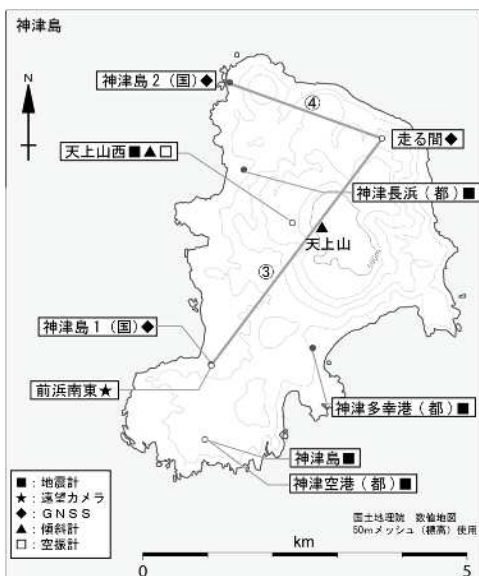 神津島
N
神津島2(国)◆
④
走る間◆
天上山西■▲□
神津長浜(都)■
天上山
③
神津島1(国)◆
前浜南東★
神津多幸港(都)■
神津島■
神津空港(都)■
■:地震計
★:遠望カメラ
◆:GNSS
▲:傾斜計
□:空振計
国土地理院 数値地図
50mメッシュ(標高)使用
km
0 5